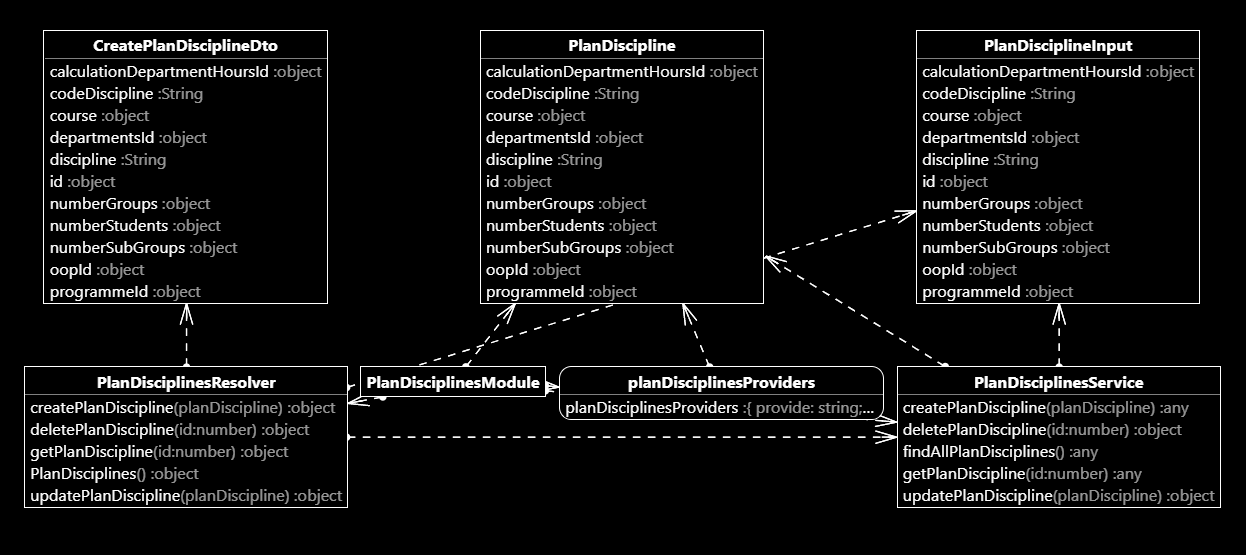 CreatePlanDisciplineDto
calculationDepartmentHoursId :object
codeDiscipline :String
course :object
departmentsId :object
discipline :String
id :object
numberGroups :object
numberStudents :object
numberSubGroups :object
oopId :object
programmeId :object
PlanDiscipline
calculationDepartmentHoursId :object
codeDiscipline :String
course :object
departmentsId :object
discipline :String
id :object
numberGroups :object
numberStudents :object
numberSubGroups :object
oopId :object
programmeId :object
PlanDisciplineInput
calculationDepartmentHoursId :object
codeDiscipline :String
course :object
departmentsId :object
discipline :String
id :object
numberGroups :object
numberStudents :object
numberSubGroups :object
oopId :object
programmeId :object
PlanDisciplinesResolver
createPlanDiscipline(planDiscipline) :object
deletePlanDiscipline(id:number) :object
getPlanDiscipline(id:number) :object
PlanDisciplines() :object
updatePlanDiscipline(planDiscipline) :object
PlanDisciplinesModule
planDisciplinesProviders
planDisciplinesProviders :{ provide: string;...
PlanDisciplinesService
createPlanDiscipline(planDiscipline) :any
deletePlanDiscipline(id:number) :object
findAllPlanDisciplines() :any
getPlanDiscipline(id:number) :any
updatePlanDiscipline(planDiscipline) :object